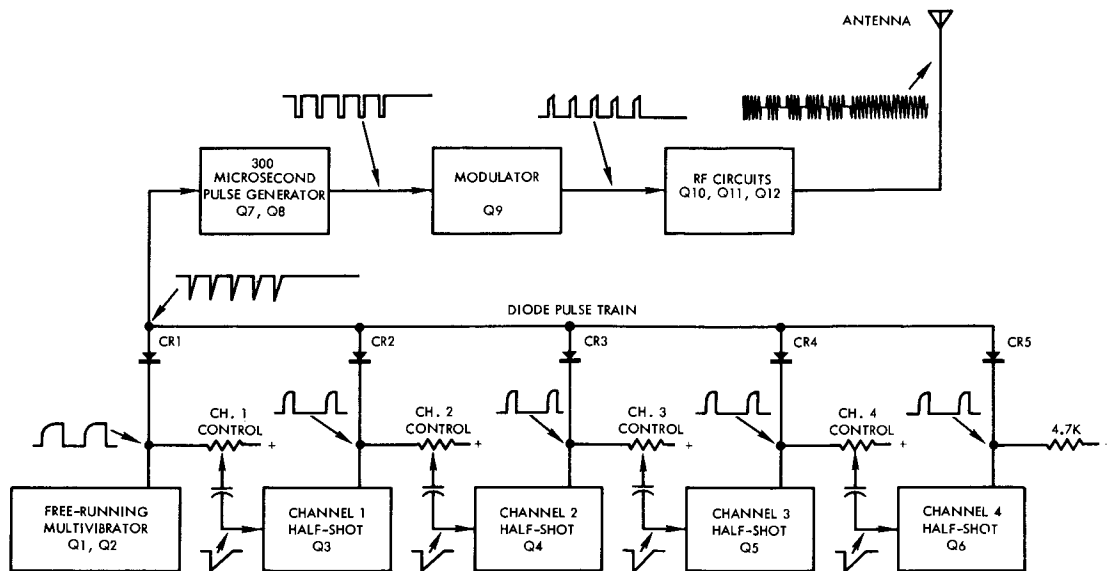 ANTENNA
300
MICROSECOND
PULSE GENERATOR
Q7, Q8
MODULATOR
Q9
RF CIRCUITS
Q10, Q11, Q12
DIODE PULSE TRAIN
CR1
CR2
CR3
CR4
CR5
CH. 1
CONTROL
+
CH. 2
CONTROL
+
CH. 3
CONTROL
+
CH. 4
CONTROL
+
4.7K
FREE-RUNNING
MULTIVIBRATOR
Q1, Q2
CHANNEL 1
HALF-SHOT
Q3
CHANNEL 2
HALF-SHOT
Q4
CHANNEL 3
HALF-SHOT
Q5
CHANNEL 4
HALF-SHOT
Q6